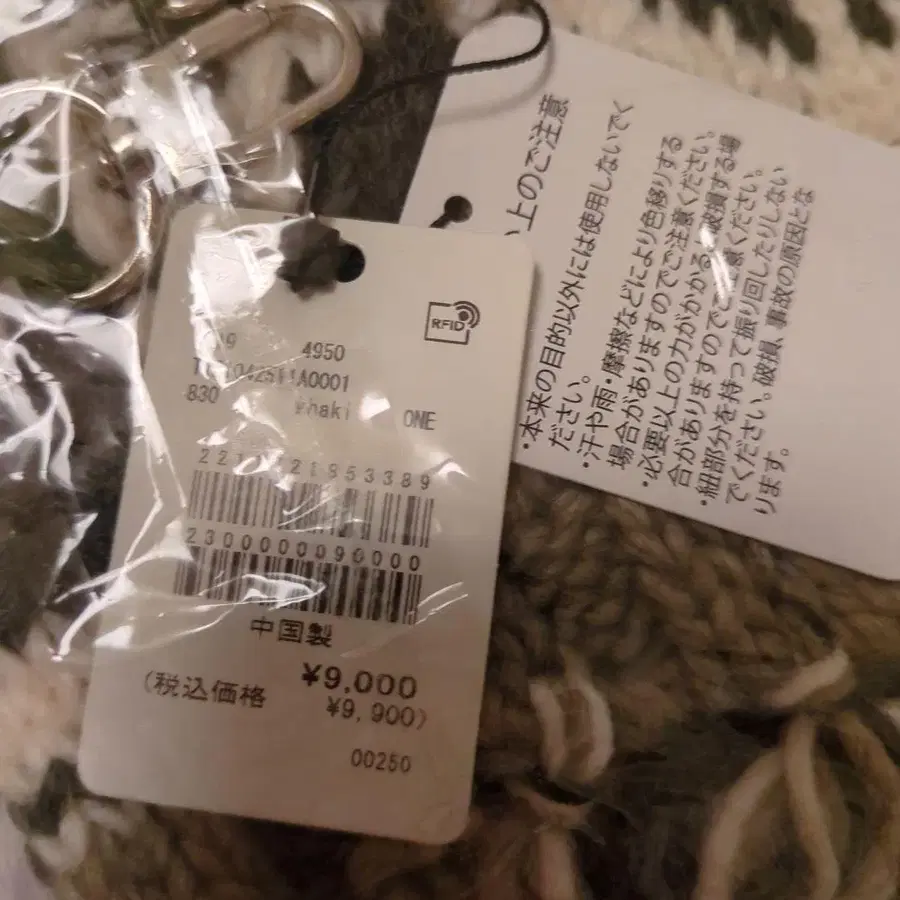 RFID
4950
830 Khaki ONE
2300000090000
中国製
¥9,000
(税込価格 ¥9,900)
00250
上のご注意
・本来の目的以外には使用しないでく
ださい。
・汗や雨・摩擦などにより色移りする
場合がありますのでご注意ください。
・必要以上の力がかかると破損する場
合がありますのでご注意ください。
・細部分を持って振り回したりしない
でください。破損、事故の原因とな
ります。